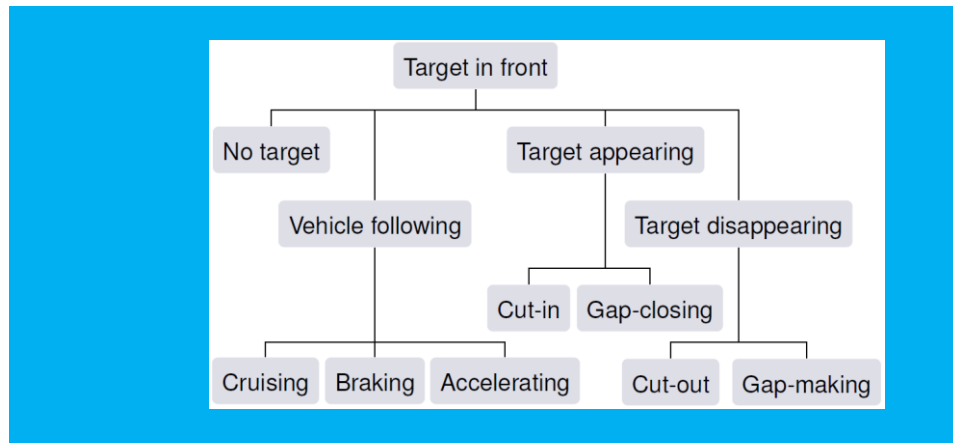 Target in front
No target
Target appearing
Vehicle following
Target disappearing
Cut-in
Gap-closing
Cruising
Braking
Accelerating
Cut-out
Gap-making